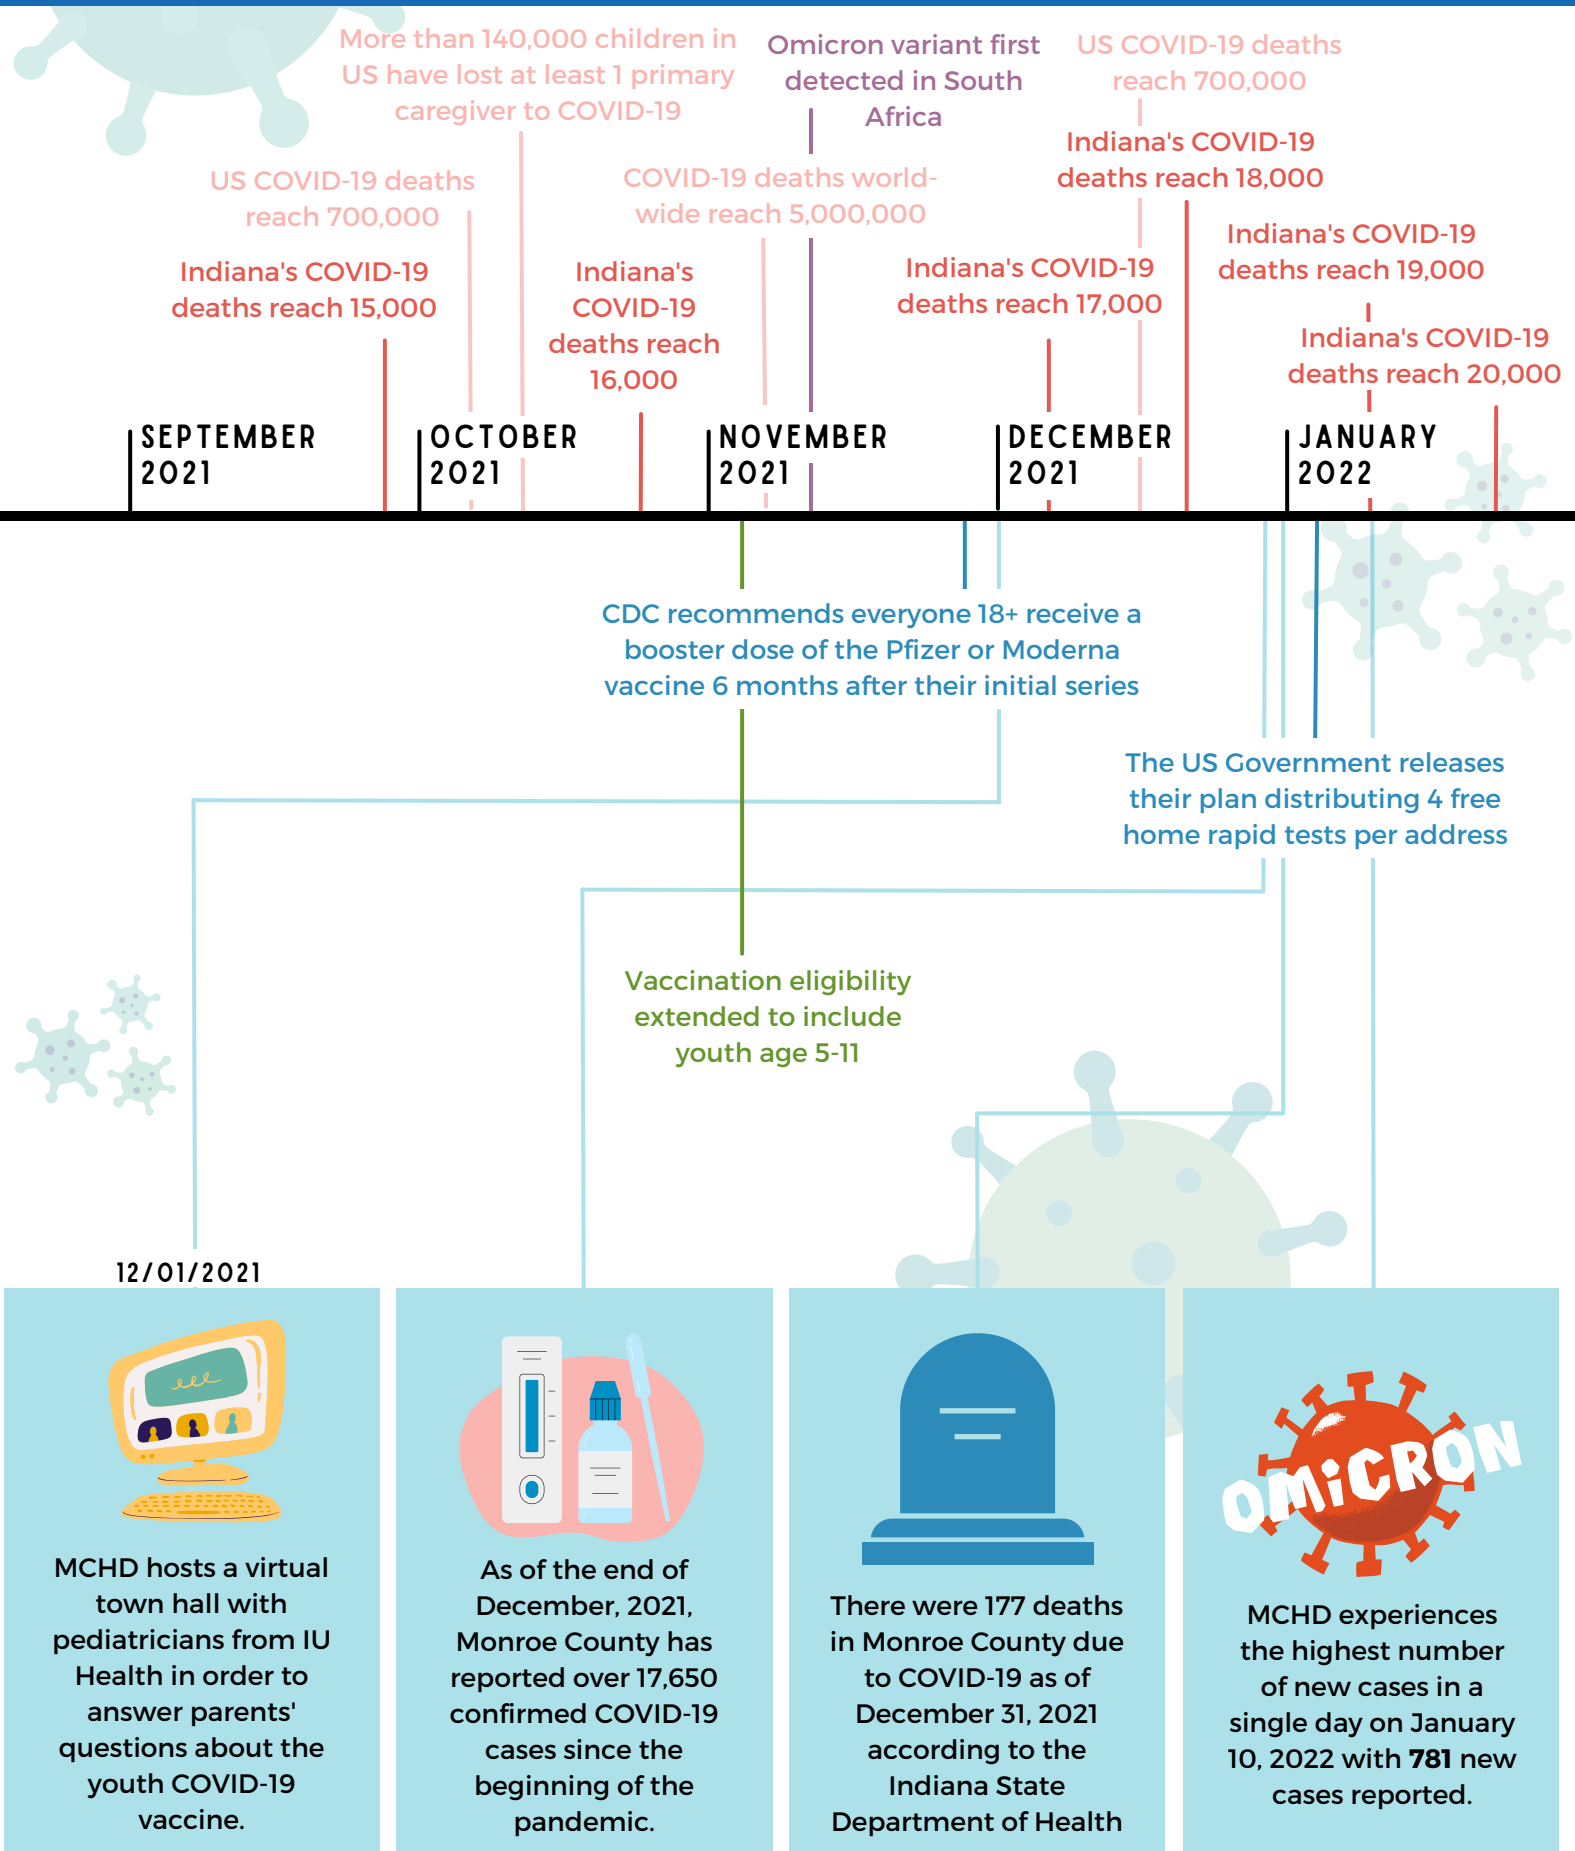 More than 140,000 children in
US have lost at least 1 primary
caregiver to COVID-19
Omicron variant first
detected in South
Africa
US COVID-19 deaths
reach 700,000
Indiana's COVID-19
deaths reach 18,000
US COVID-19 deaths
reach 700,000
COVID-19 deaths world-
wide reach 5,000,000
Indiana's COVID-19
deaths reach 19,000
Indiana's COVID-19
deaths reach 15,000
Indiana's
COVID-19
deaths reach
16,000
Indiana's COVID-19
deaths reach 17,000
Indiana's COVID-19
deaths reach 20,000
SEPTEMBER
2021
OCTOBER
2021
NOVEMBER
2021
DECEMBER
2021
JANUARY
2022
CDC recommends everyone 18+ receive a
booster dose of the Pfizer or Moderna
vaccine 6 months after their initial series
The US Government releases
their plan distributing 4 free
home rapid tests per address
Vaccination eligibility
extended to include
youth age 5-11
12/01/2021
MCHD hosts a virtual
town hall with
pediatricians from IU
Health in order to
answer parents'
questions about the
youth COVID-19
vaccine.
As of the end of
December, 2021,
Monroe County has
reported over 17,650
confirmed COVID-19
cases since the
beginning of the
pandemic.
There were 177 deaths
in Monroe County due
to COVID-19 as of
December 31, 2021
according to the
Indiana State
Department of Health
OMiCRON
MCHD experiences
the highest number
of new cases in a
single day on January
10, 2022 with 781 new
cases reported.